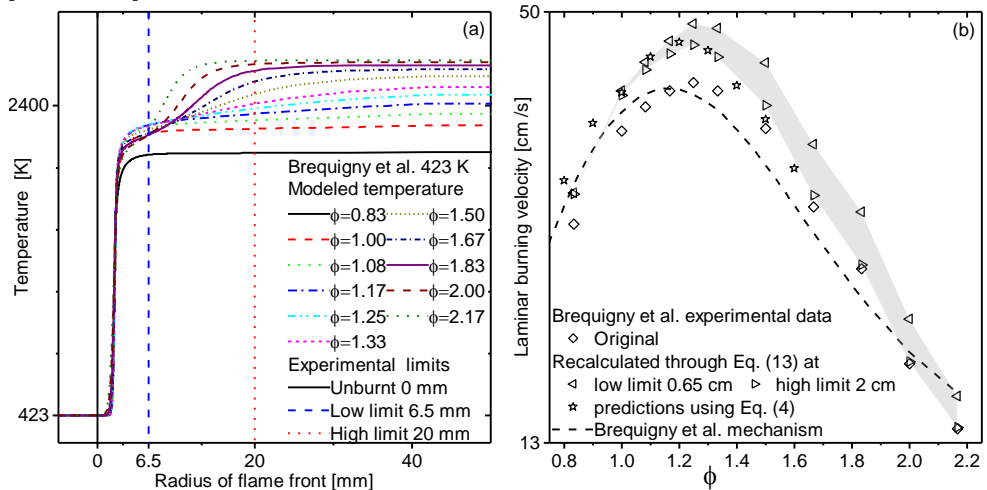 (a)
2400
423
Temperature [K]
Brequigny et al. 423 K
Modeled temperature
ϕ=0.83 ϕ=1.50
ϕ=1.00 ϕ=1.67
ϕ=1.08 ϕ=1.83
ϕ=1.17 ϕ=2.00
ϕ=1.25 ϕ=2.17
ϕ=1.33
Experimental limits
Unburnt 0 mm
Low limit 6.5 mm
High limit 20 mm
0 6.5 20 40
Radius of flame front [mm]
(b)
50
13
Laminar burning velocity [cm /s]
Brequigny et al. experimental data
Original
Recalculated through Eq. (13) at
low limit 0.65 cm high limit 2 cm
predictions using Eq. (4)
Brequigny et al. mechanism
0.8 1.0 1.2 1.4 1.6 1.8 2.0 2.2
ϕ